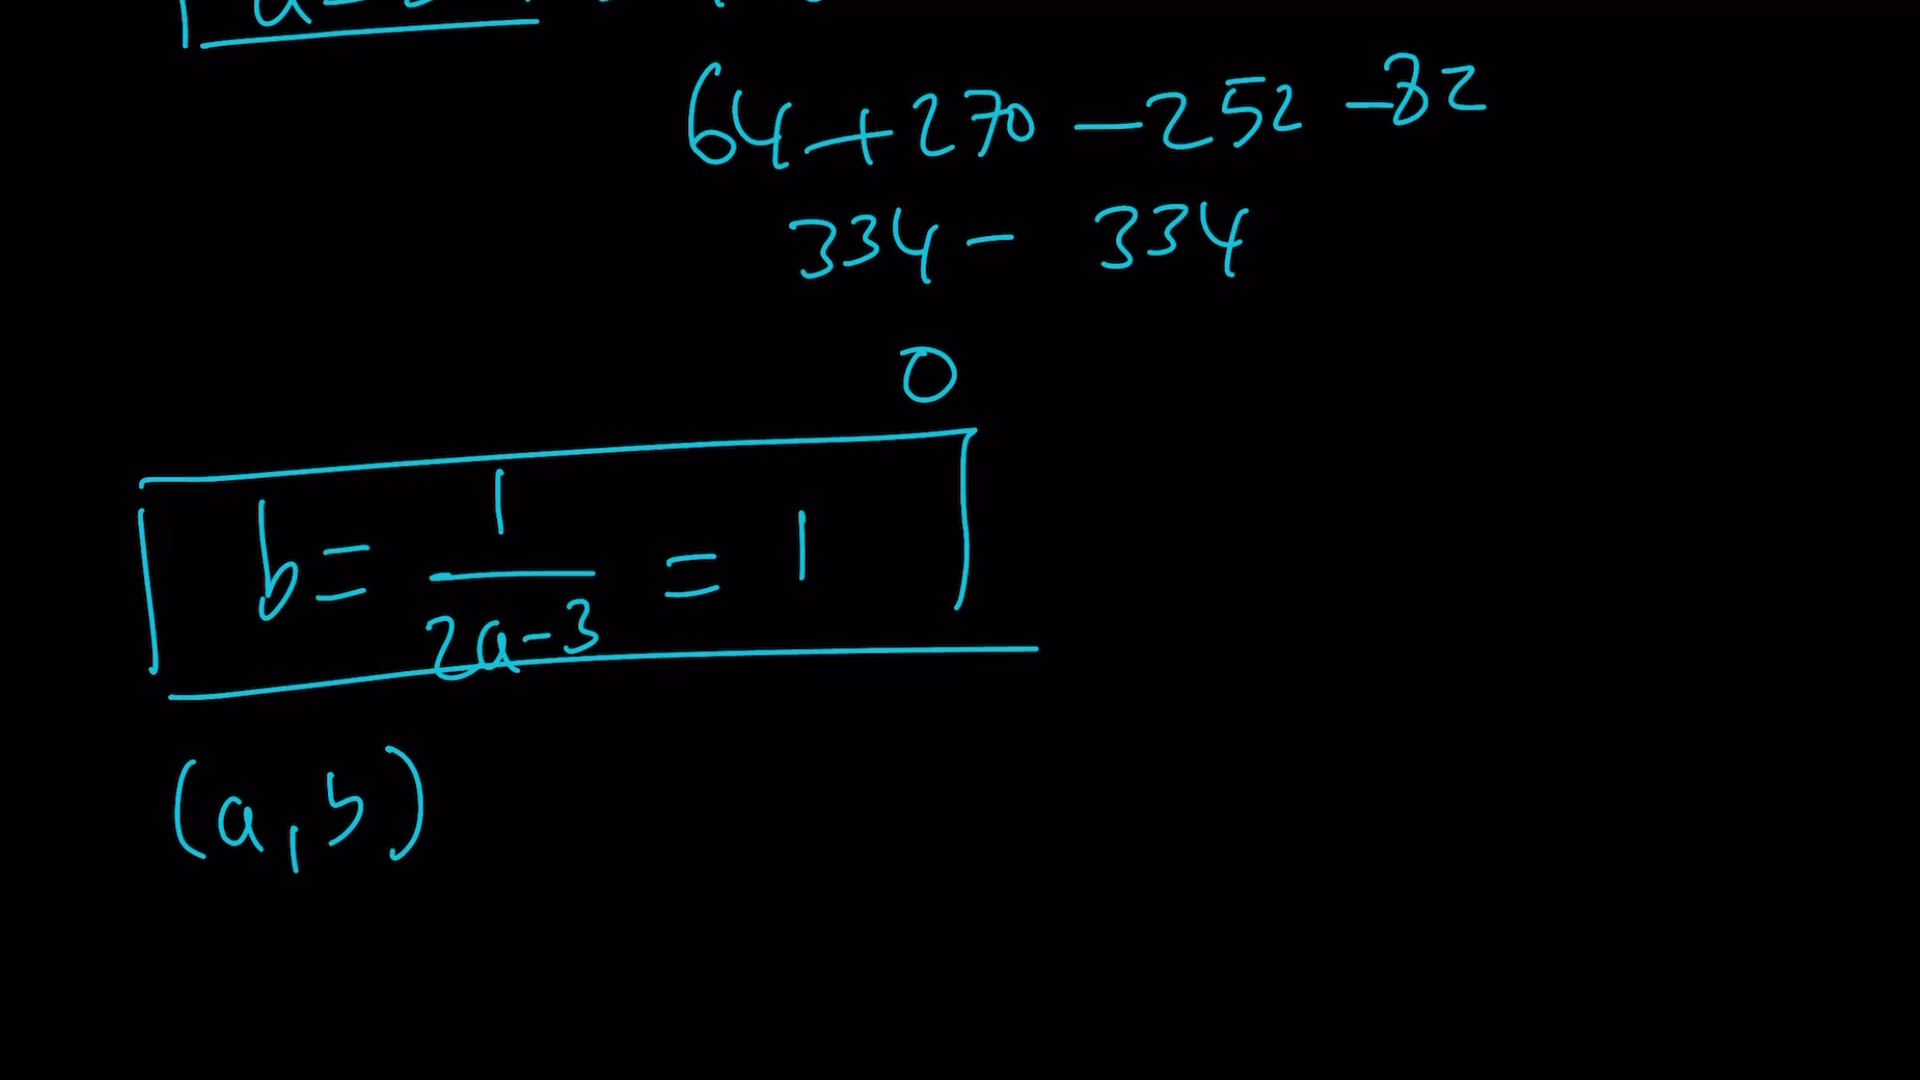 64+270-252-82
334-334
0
b= 1/(2a-3) = 1
(a,b)